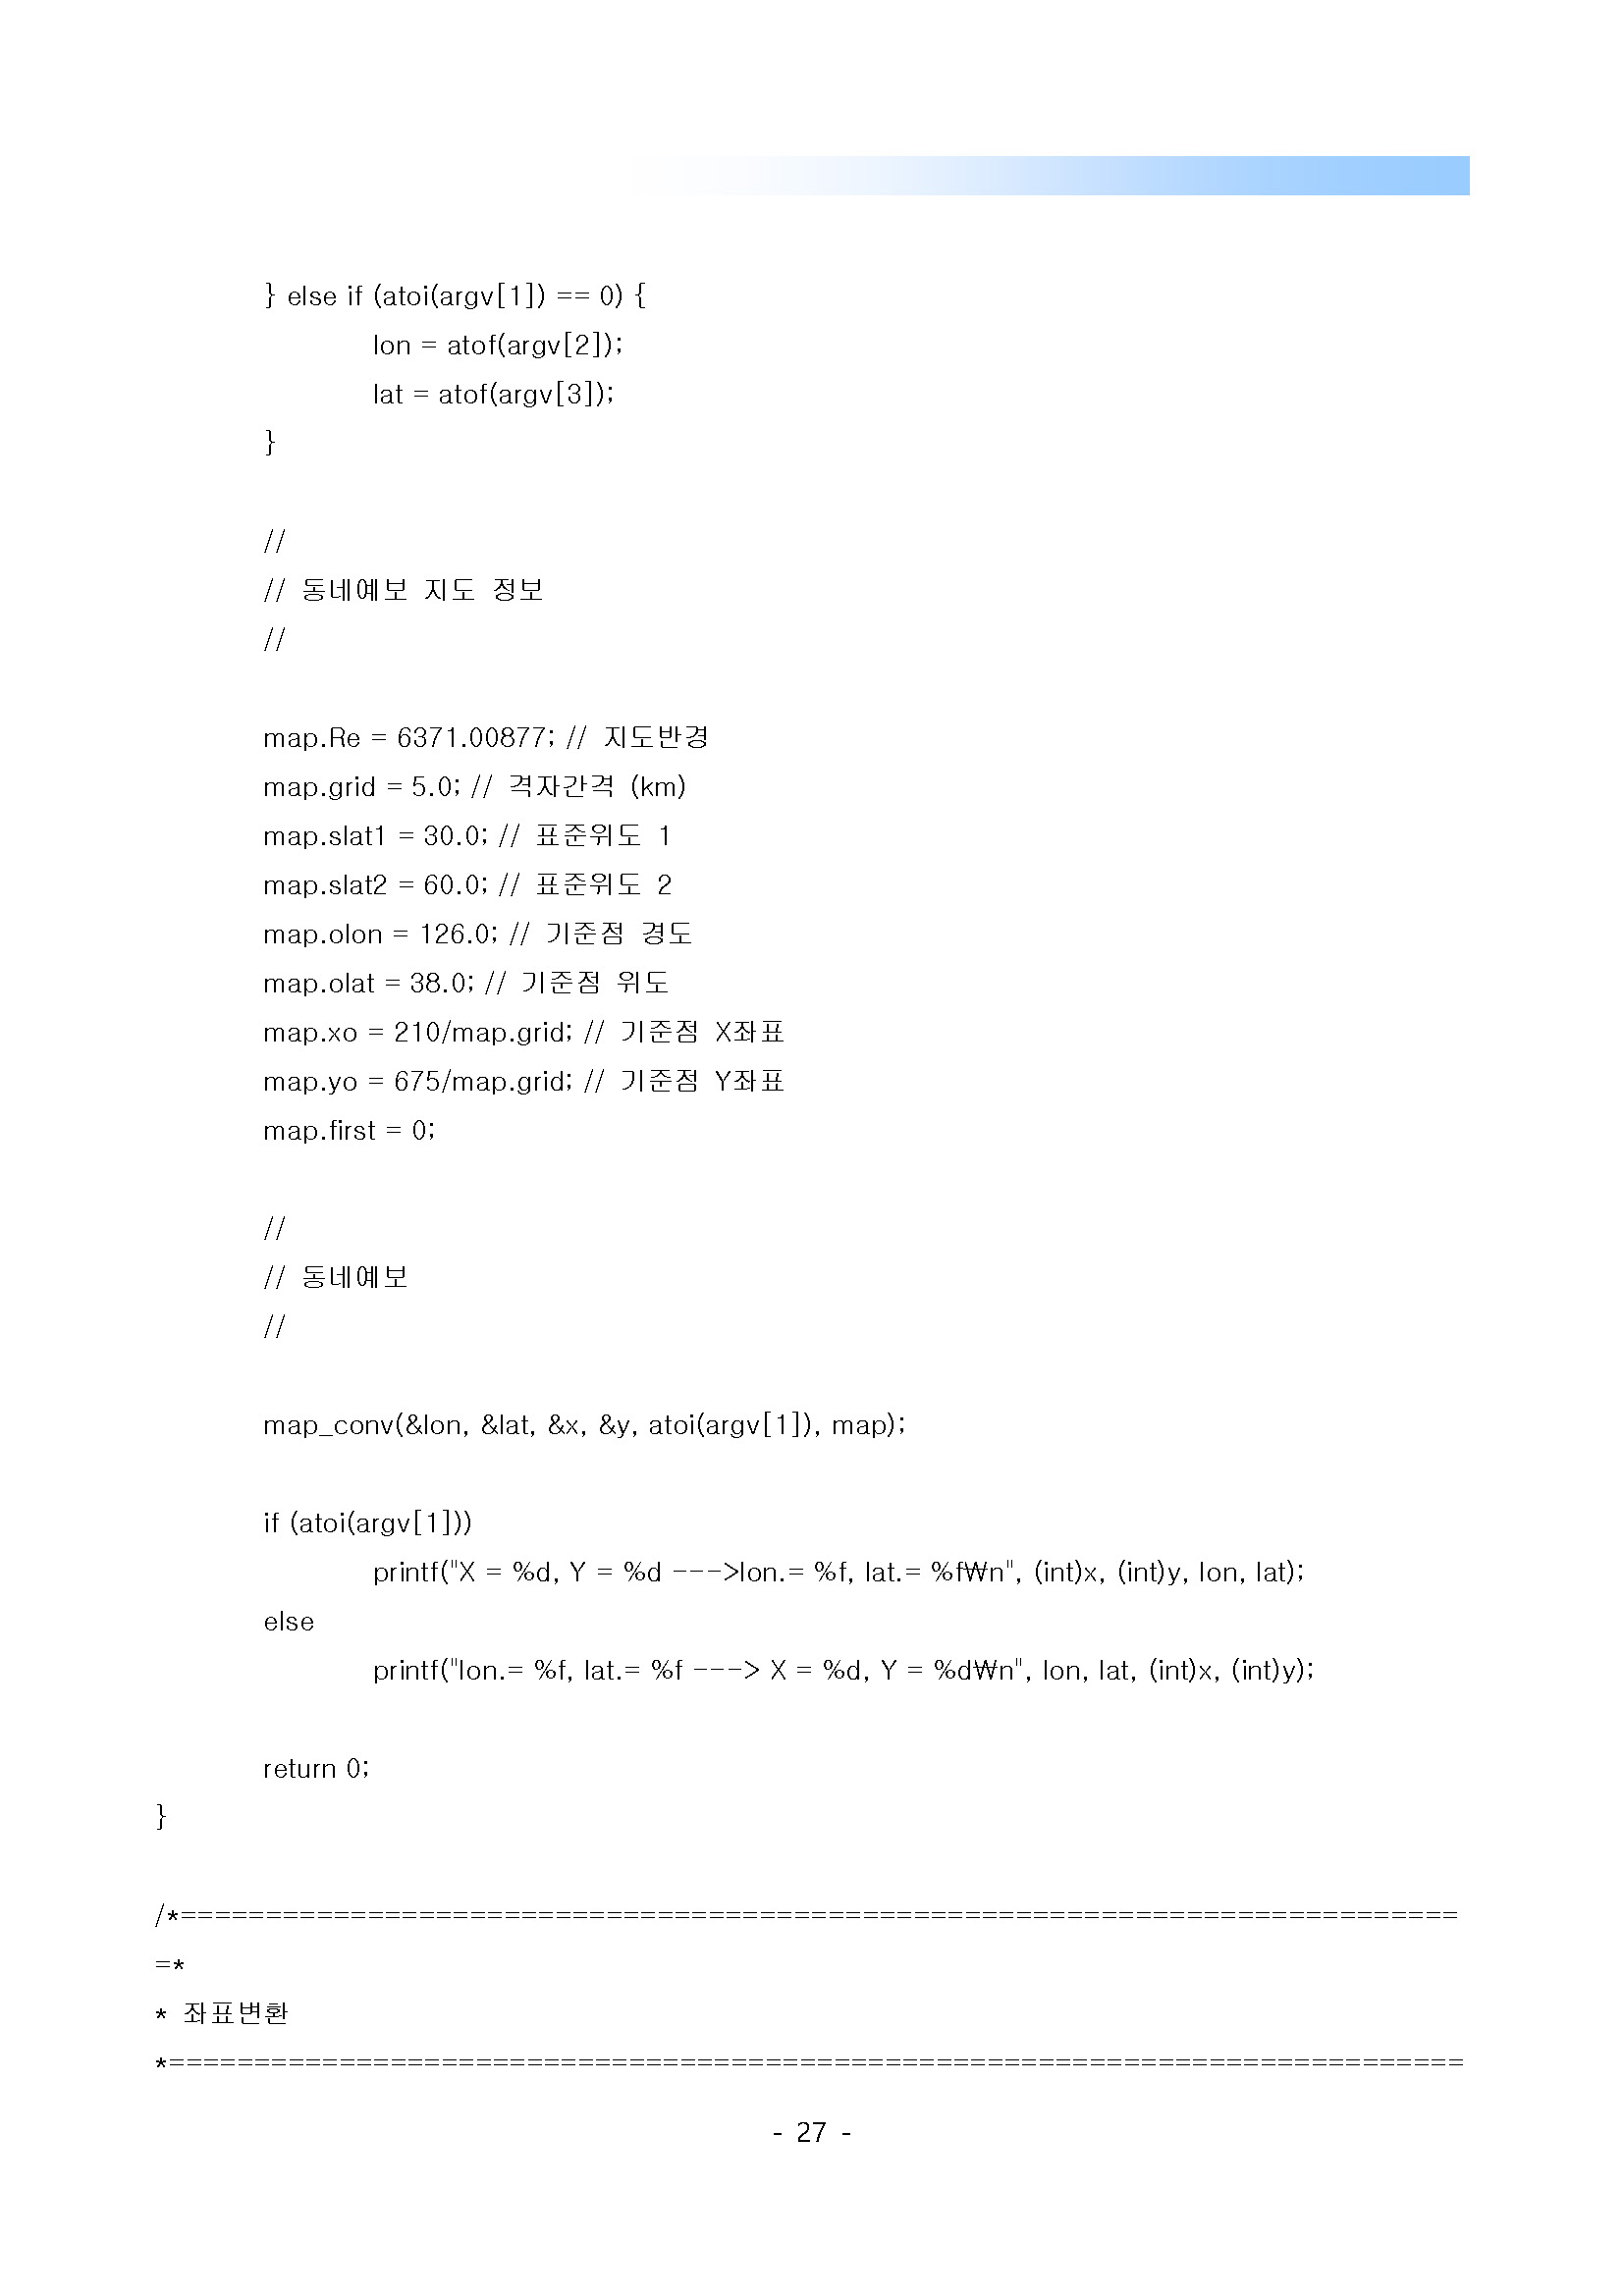 } else if (atoi(argv[1]) == 0) {
lon = atof(argv[2]);
lat = atof(argv[3]);
}
//
// 동네예보 지도 정보
//
map.Re = 6371.00877; // 지도반경
map.grid = 5.0; // 격자간격 (km)
map.slat1 = 30.0; // 표준위도 1
map.slat2 = 60.0; // 표준위도 2
map.olon = 126.0; // 기준점 경도
map.olat = 38.0; // 기준점 위도
map.xo = 210/map.grid; // 기준점 X좌표
map.yo = 675/map.grid; // 기준점 Y좌표
map.first = 0;
//
// 동네예보
//
map_conv(&lon, &lat, &x, &y, atoi(argv[1]), map);
if (atoi(argv[1]))
printf("X = %d, Y = %d --->lon.= %f, lat.= %f₩n", (int)x, (int)y, lon, lat);
else
printf("lon.= %f, lat.= %f ---> X = %d, Y = %d₩n", lon, lat, (int)x, (int)y);
return 0;
}
/*===========================================================================
=*
* 좌표변환
*============================================================================
- 27 -